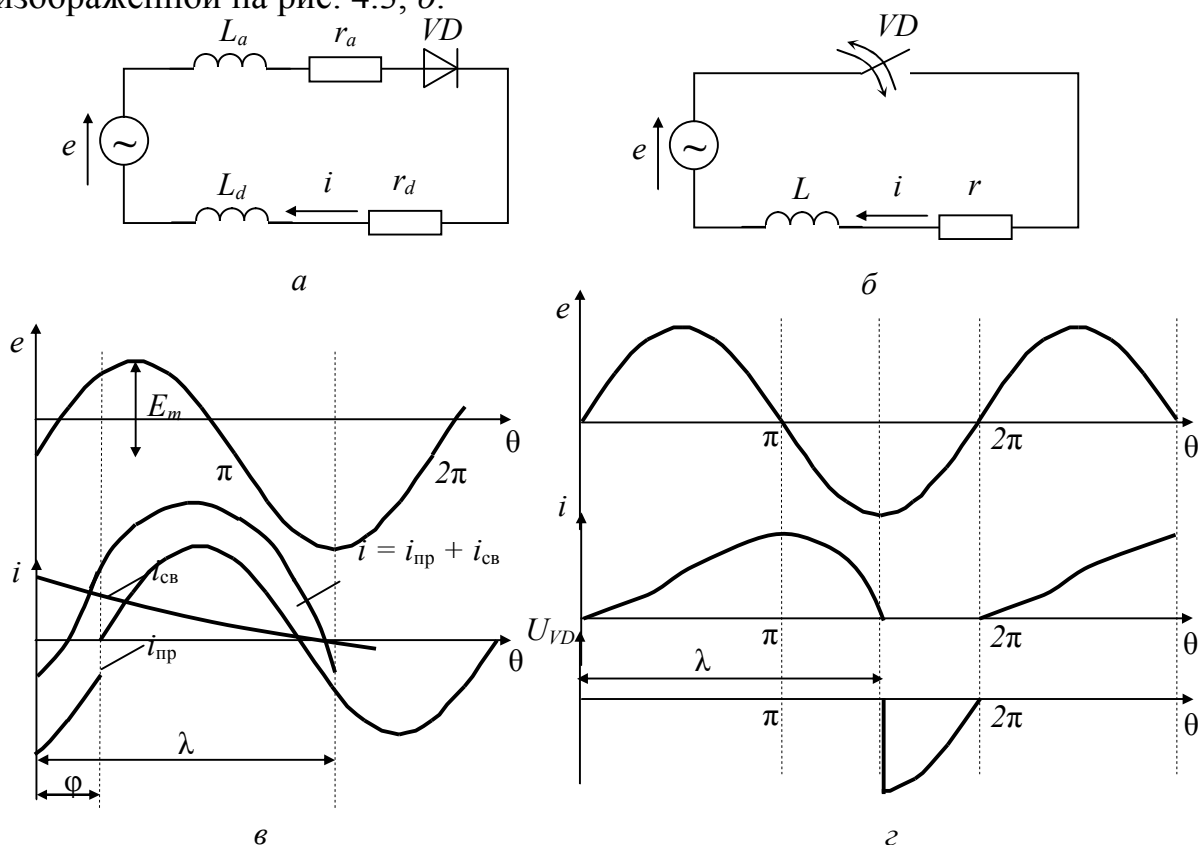 изображенной на рис. 4.3, б.
L_a r_a VD
e ~
L_d i r_d
а
VD
e ~
L i r
б
e
E_m
π 2π θ
i
i_св
i = i_пр + i_св
i_пр
θ
λ
φ
в
e
π 2π θ
i
π 2π θ
U_VD
λ
π 2π θ
г